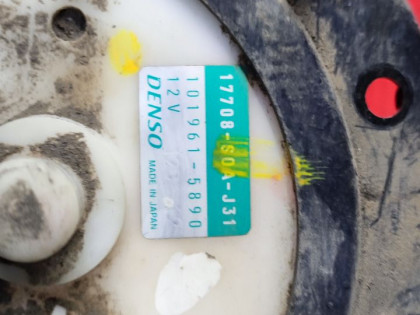 17708-S0A-J31
101961-5890
12V
DENSO MADE IN JAPAN